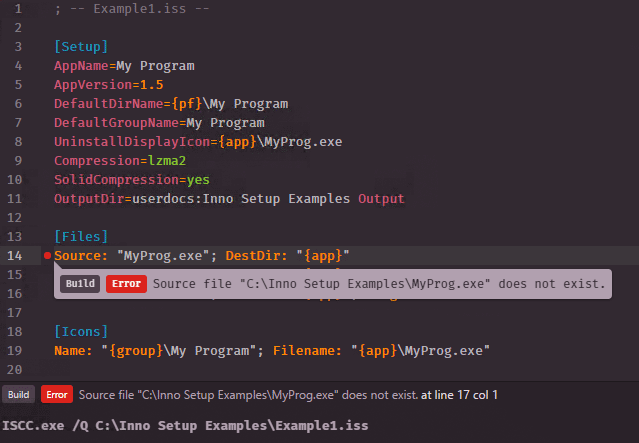 1 ; -- Example1.iss --
2
3 [Setup]
4 AppName=My Program
5 AppVersion=1.5
6 DefaultDirName={pf}\My Program
7 DefaultGroupName=My Program
8 UninstallDisplayIcon={app}\MyProg.exe
9 Compression=lzma2
10 SolidCompression=yes
11 OutputDir=userdocs:Inno Setup Examples Output
12
13 [Files]
14 Source: "MyProg.exe"; DestDir: "{app}"
15
Build Error Source file "C:\Inno Setup Examples\MyProg.exe" does not exist.
16
17
18 [Icons]
19 Name: "{group}\My Program"; Filename: "{app}\MyProg.exe"
20
Build Error Source file "C:\Inno Setup Examples\MyProg.exe" does not exist. at line 17 col 1
ISCC.exe /Q C:\Inno Setup Examples\Example1.iss